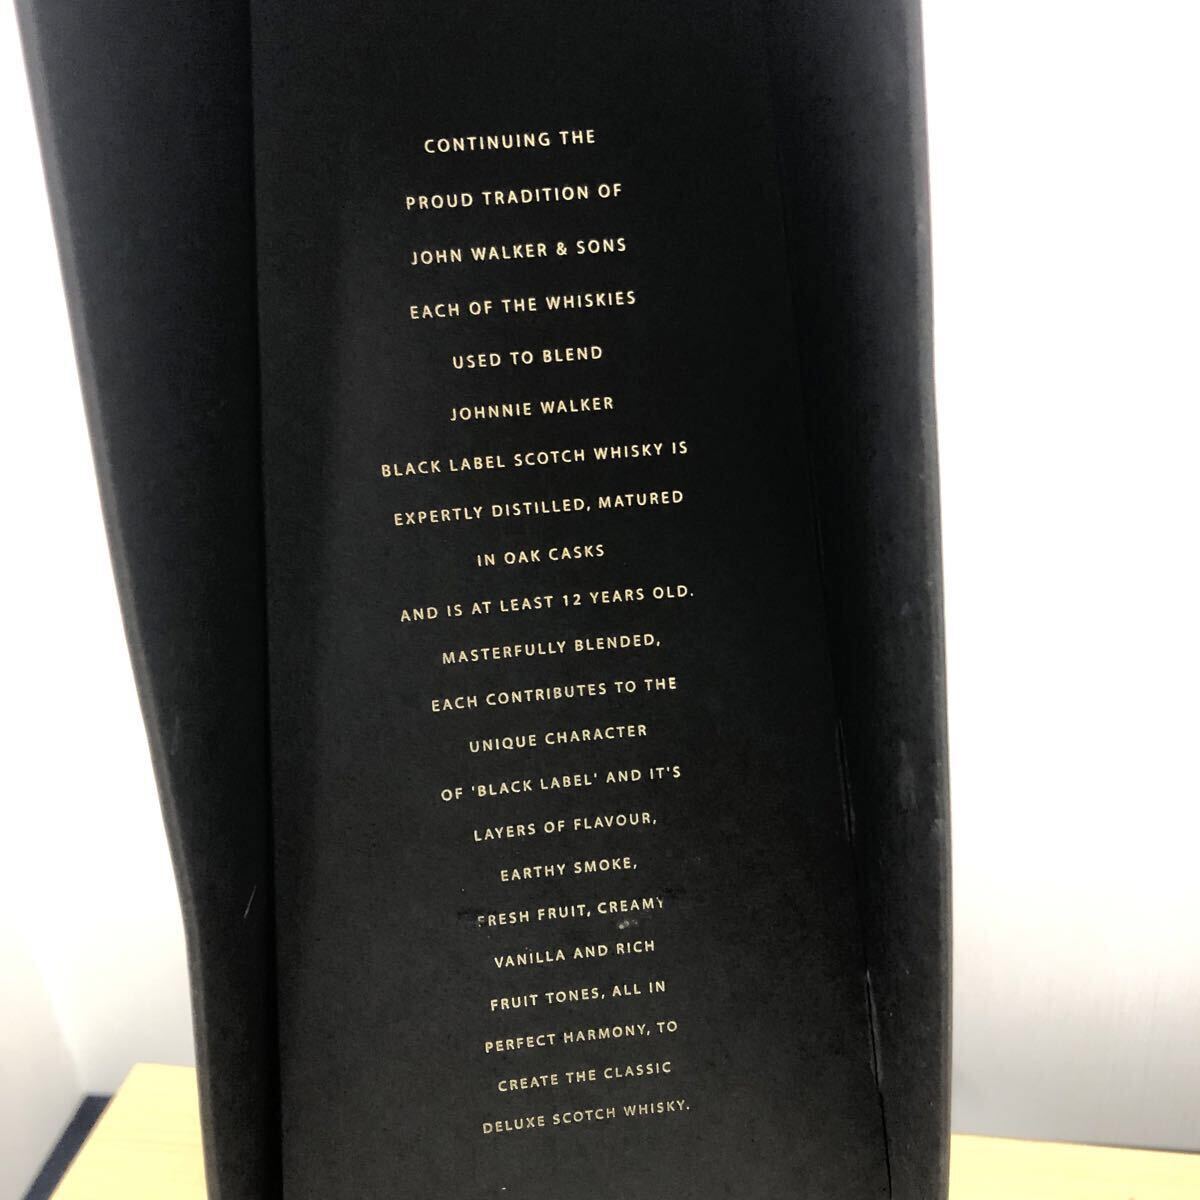 CONTINUING THE
PROUD TRADITION OF
JOHN WALKER & SONS
EACH OF THE WHISKIES
USED TO BLEND
JOHNNIE WALKER
BLACK LABEL SCOTCH WHISKY IS
EXPERTLY DISTILLED, MATURED
IN OAK CASKS
AND IS AT LEAST 12 YEARS OLD.
MASTERFULLY BLENDED,
EACH CONTRIBUTES TO THE
UNIQUE CHARACTER
OF 'BLACK LABEL' AND IT'S
LAYERS OF FLAVOUR,
EARTHY SMOKE,
FRESH FRUIT, CREAMY
VANILLA AND RICH
FRUIT TONES, ALL IN
PERFECT HARMONY, TO
CREATE THE CLASSIC
DELUXE SCOTCH WHISKY.